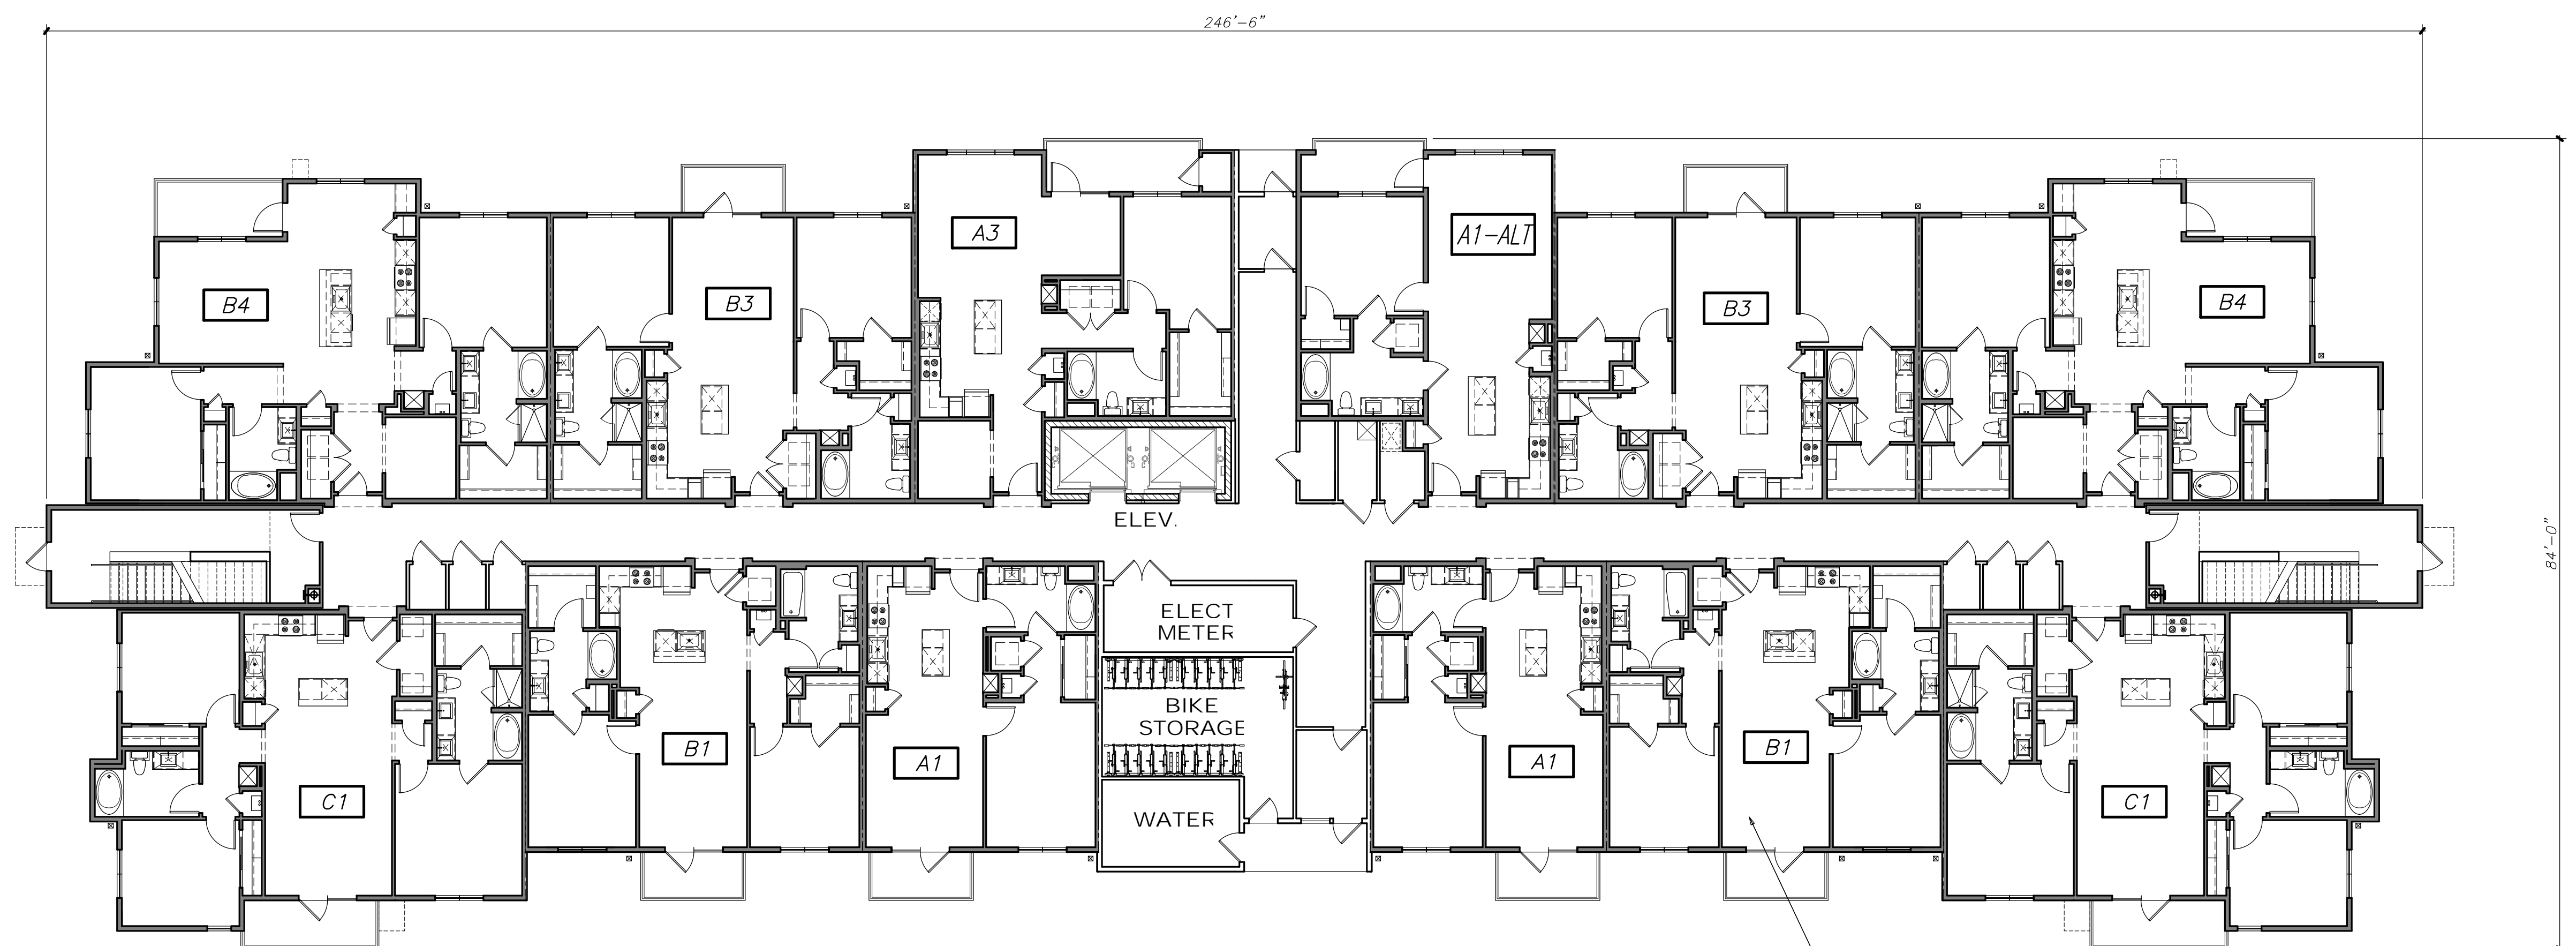 246'-6"
84'-0"
A3
A1-ALT
B4
B3
B3
B4
ELEV.
ELECT
METER
BIKE
STORAGE
B1
A1
A1
B1
C1
C1
WATER